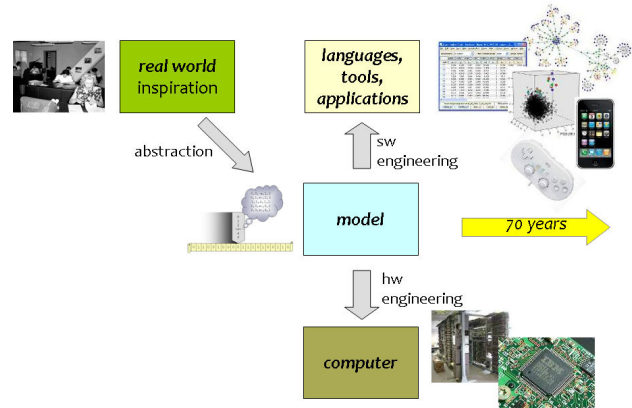 real world
inspiration
languages,
tools,
applications
abstraction
sw
engineering
model
70 years
hw
engineering
computer